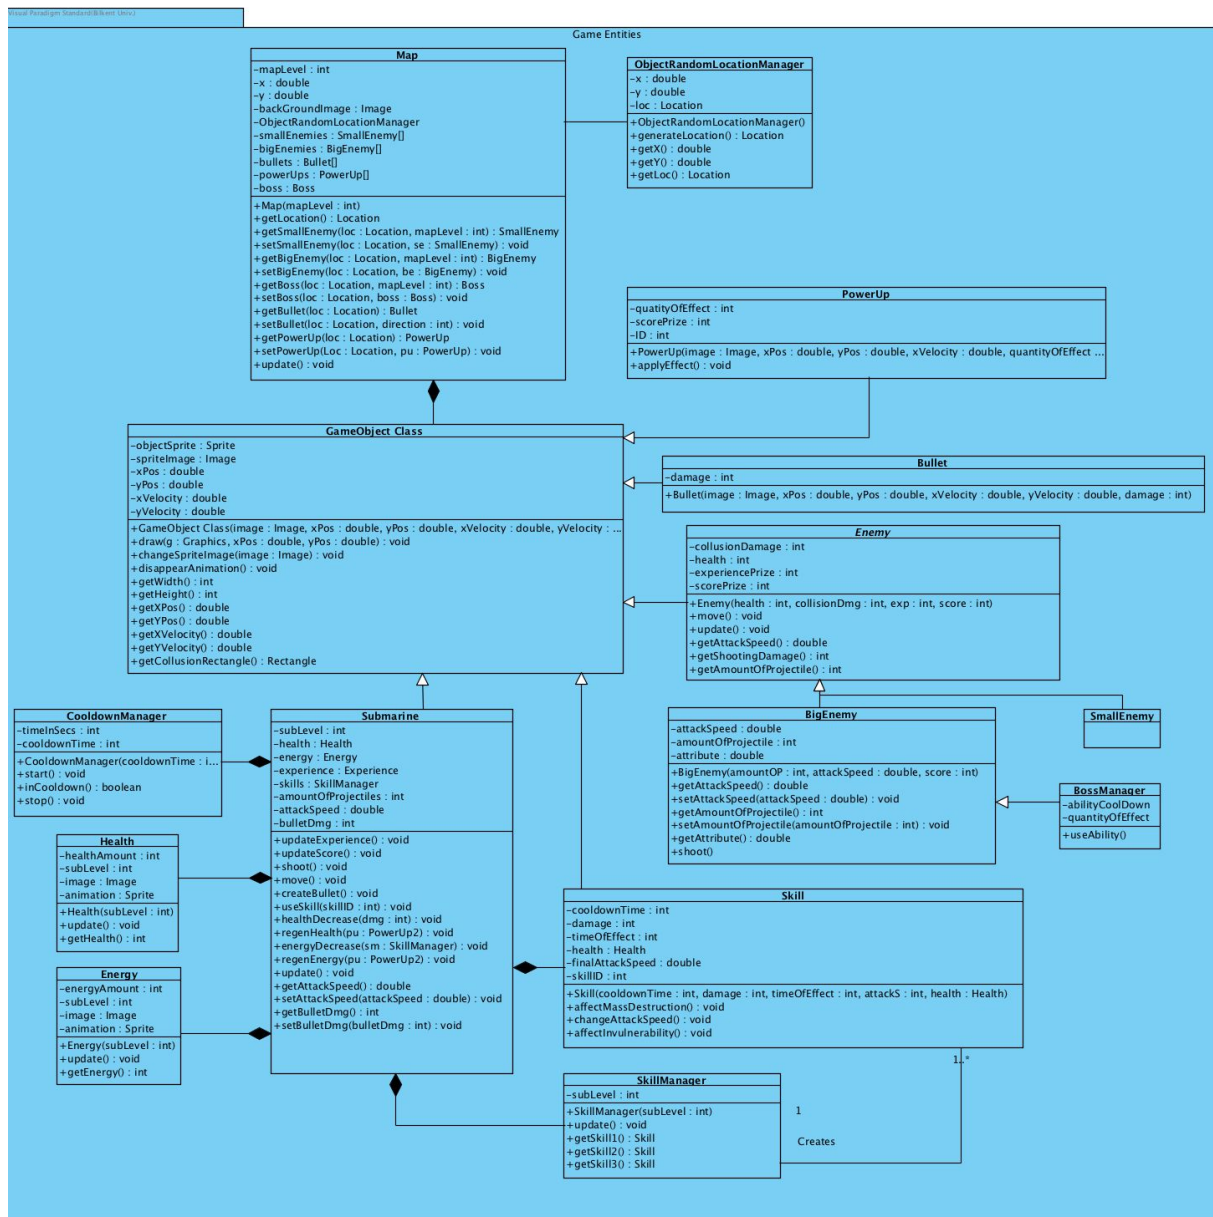 Visual Paradigm Standard(Bilkent Univ.)
Game Entities
Map
-mapLevel : int
-x : double
-y : double
-backGroundImage : Image
-ObjectRandomLocationManager
-smallEnemies : SmallEnemy[]
-bigEnemies : BigEnemy[]
-bullets : Bullet[]
-powerUps : PowerUp[]
-boss : Boss
+Map(mapLevel : int)
+getLocation() : Location
+getSmallEnemy(loc : Location, mapLevel : int) : SmallEnemy
+setSmallEnemy(loc : Location, se : SmallEnemy) : void
+getBigEnemy(loc : Location, mapLevel : int) : BigEnemy
+setBigEnemy(loc : Location, be : BigEnemy) : void
+getBoss(loc : Location, mapLevel : int) : Boss
+setBoss(loc : Location, boss : Boss) : void
+getBullet(loc : Location) : Bullet
+setBullet(loc : Location, direction : int) : void
+getPowerUp(loc : Location) : PowerUp
+setPowerUp(Loc : Location, pu : PowerUp) : void
+update() : void
ObjectRandomLocationManager
-x : double
-y : double
-loc : Location
+ObjectRandomLocationManager()
+generateLocation() : Location
+getX() : double
+getY() : double
+getLoc() : Location
PowerUp
-quatityOfEffect : int
-scorePrize : int
-ID : int
+PowerUp(image : Image, xPos : double, yPos : double, xVelocity : double, quantityOfEffect ...
+applyEffect() : void
GameObject Class
-objectSprite : Sprite
-spriteImage : Image
-xPos : double
-yPos : double
-xVelocity : double
-yVelocity : double
+GameObject Class(image : Image, xPos : double, yPos : double, xVelocity : double, yVelocity : ...
+draw(g : Graphics, xPos : double, yPos : double) : void
+changeSpriteImage(image : Image) : void
+disappearAnimation() : void
+getWidth() : int
+getHeight() : int
+getXPos() : double
+getYPos() : double
+getXVelocity() : double
+getYVelocity() : double
+getCollusionRectangle() : Rectangle
Bullet
-damage : int
+Bullet(image : Image, xPos : double, yPos : double, xVelocity : double, yVelocity : double, damage : int)
Enemy
-collusionDamage : int
-health : int
-experiencePrize : int
-scorePrize : int
+Enemy(health : int, collisionDmg : int, exp : int, score : int)
+move() : void
+update() : void
+getAttackSpeed() : double
+getShootingDamage() : int
+getAmountOfProjectile() : int
CooldownManager
-timeInSecs : int
-cooldownTime : int
+CooldownManager(cooldownTime : i...
+start() : void
+inCooldown() : boolean
+stop() : void
Submarine
-subLevel : int
-health : Health
-energy : Energy
-experience : Experience
-skills : SkillManager
-amountOfProjectiles : int
-attackSpeed : double
-bulletDmg : int
+updateExperience() : void
+updateScore() : void
+shoot() : void
+move() : void
+createBullet() : void
+useSkill(skillID : int) : void
+healthDecrease(dmg : int) : void
+regenHealth(pu : PowerUp2) : void
+energyDecrease(sm : SkillManager) : void
+regenEnergy(pu : PowerUp2) : void
+update() : void
+getAttackSpeed() : double
+setAttackSpeed(attackSpeed : double) : void
+getBulletDmg() : int
+setBulletDmg(bulletDmg : int) : void
BigEnemy
-attackSpeed : double
-amountOfProjectile : int
-attribute : double
+BigEnemy(amountOP : int, attackSpeed : double, score : int)
+getAttackSpeed() : double
+setAttackSpeed(attackSpeed : double) : void
+getAmountOfProjectile() : int
+setAmountOfProjectile(amountOfProjectile : int) : void
+getAttribute() : double
+shoot()
SmallEnemy
BossManager
-abilityCoolDown
-quantityOfEffect
+useAbility()
Health
-healthAmount : int
-subLevel : int
-image : Image
-animation : Sprite
+Health(subLevel : int)
+update() : void
+getHealth() : int
Energy
-energyAmount : int
-subLevel : int
-image : Image
-animation : Sprite
+Energy(subLevel : int)
+update() : void
+getEnergy() : int
Skill
-cooldownTime : int
-damage : int
-timeOfEffect : int
-health : Health
-finalAttackSpeed : double
-skillID : int
+Skill(cooldownTime : int, damage : int, timeOfEffect : int, attackS : int, health : Health)
+affectMassDestruction() : void
+changeAttackSpeed() : void
+affectInvulnerability() : void
1..*
SkillManager
-subLevel : int
+SkillManager(subLevel : int)
+update() : void
+getSkill1() : Skill
+getSkill2() : Skill
+getSkill3() : Skill
1
Creates